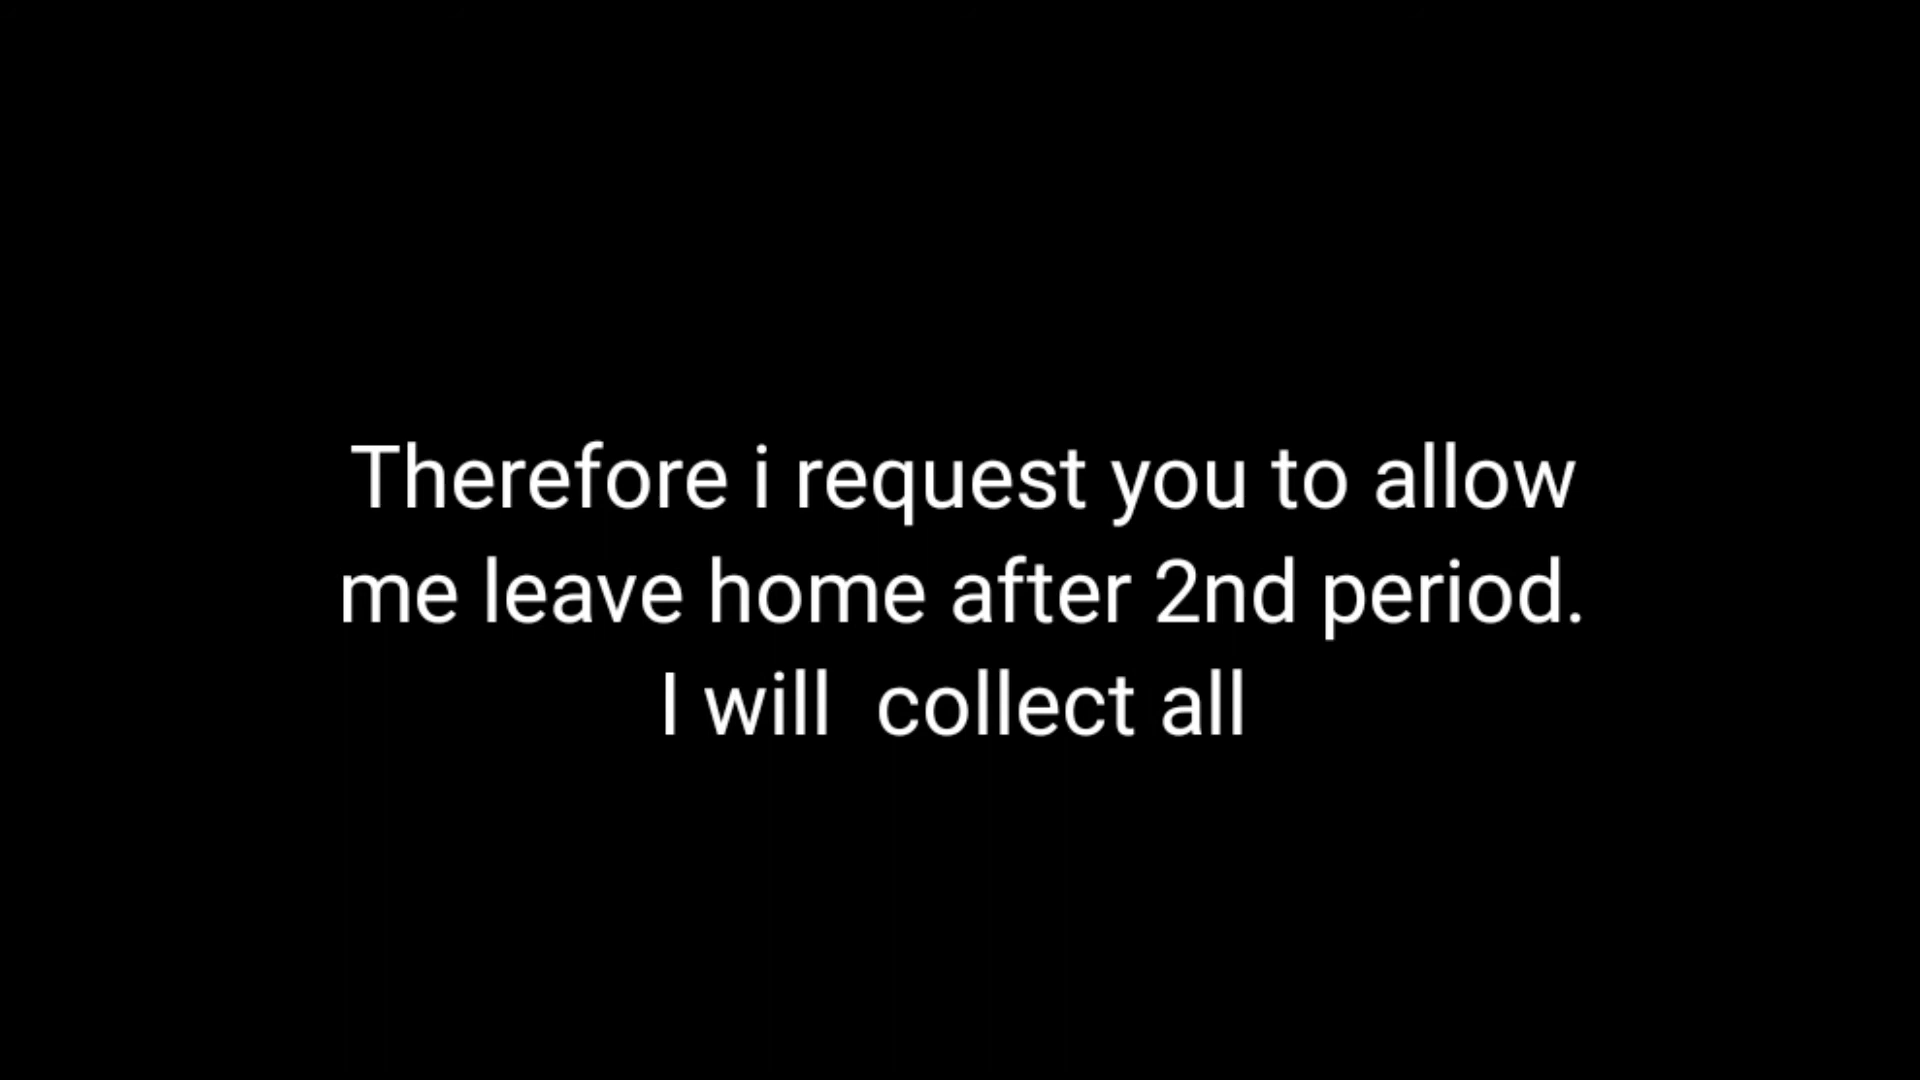 Therefore i request you to allow
me leave home after 2nd period.
I will  collect all